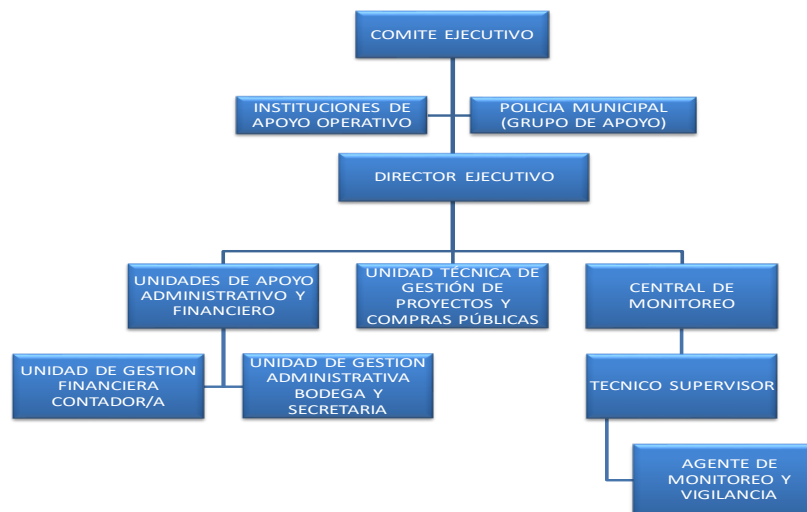 COMITE EJECUTIVO
INSTITUCIONES DE
APOYO OPERATIVO
POLICIA MUNICIPAL
(GRUPO DE APOYO)
DIRECTOR EJECUTIVO
UNIDADES DE APOYO
ADMINISTRATIVO Y
FINANCIERO
UNIDAD TÉCNICA DE
GESTIÓN DE
PROYECTOS Y
COMPRAS PÚBLICAS
CENTRAL DE
MONITOREO
UNIDAD DE GESTION
FINANCIERA
CONTADOR/A
UNIDAD DE GESTION
ADMINISTRATIVA
BODEGA Y
SECRETARIA
TECNICO SUPERVISOR
AGENTE DE
MONITOREO Y
VIGILANCIA